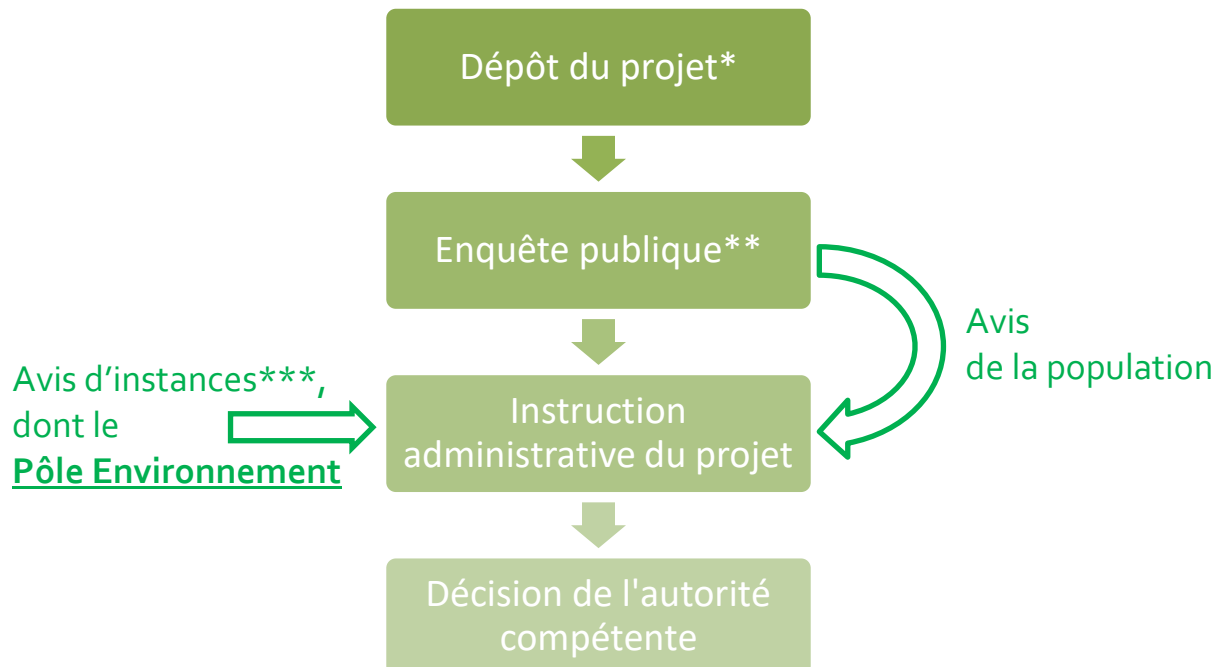 Dépôt du projet*
Enquête publique**
Avis
de la population
Avis d’instances***,
dont le
Pôle Environnement
Instruction
administrative du projet
Décision de l'autorité
compétente